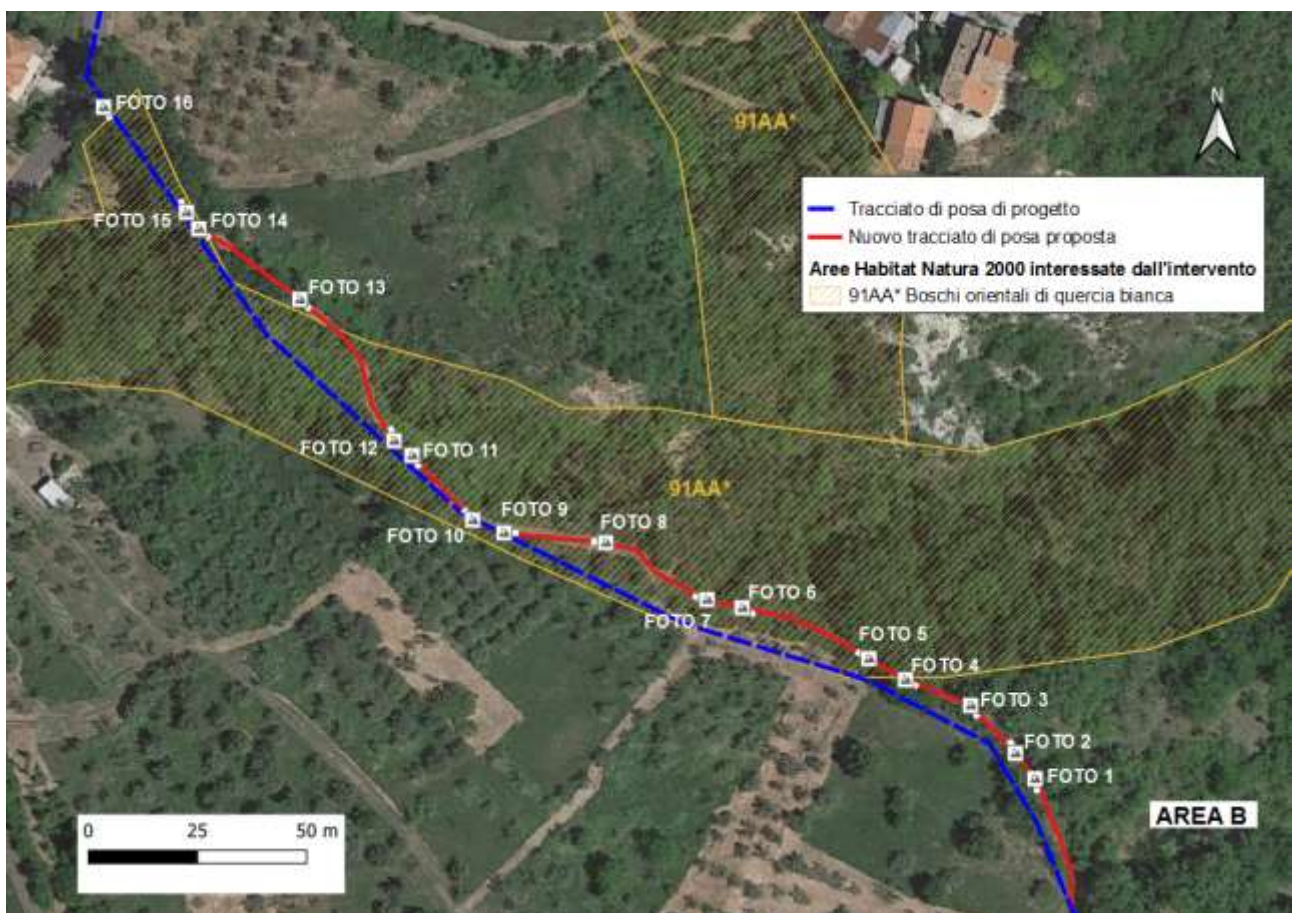 FOTO 16
91AA*
N
FOTO 15
FOTO 14
Tracciato di posa di progetto
Nuovo tracciato di posa proposta
Aree Habitat Natura 2000 interessate dall'intervento
91AA* Boschi orientali di quercia bianca
FOTO 13
FOTO 12
FOTO 11
91AA*
FOTO 10
FOTO 9
FOTO 8
FOTO 7
FOTO 6
FOTO 5
FOTO 4
FOTO 3
FOTO 2
FOTO 1
AREA B
0 25 50 m